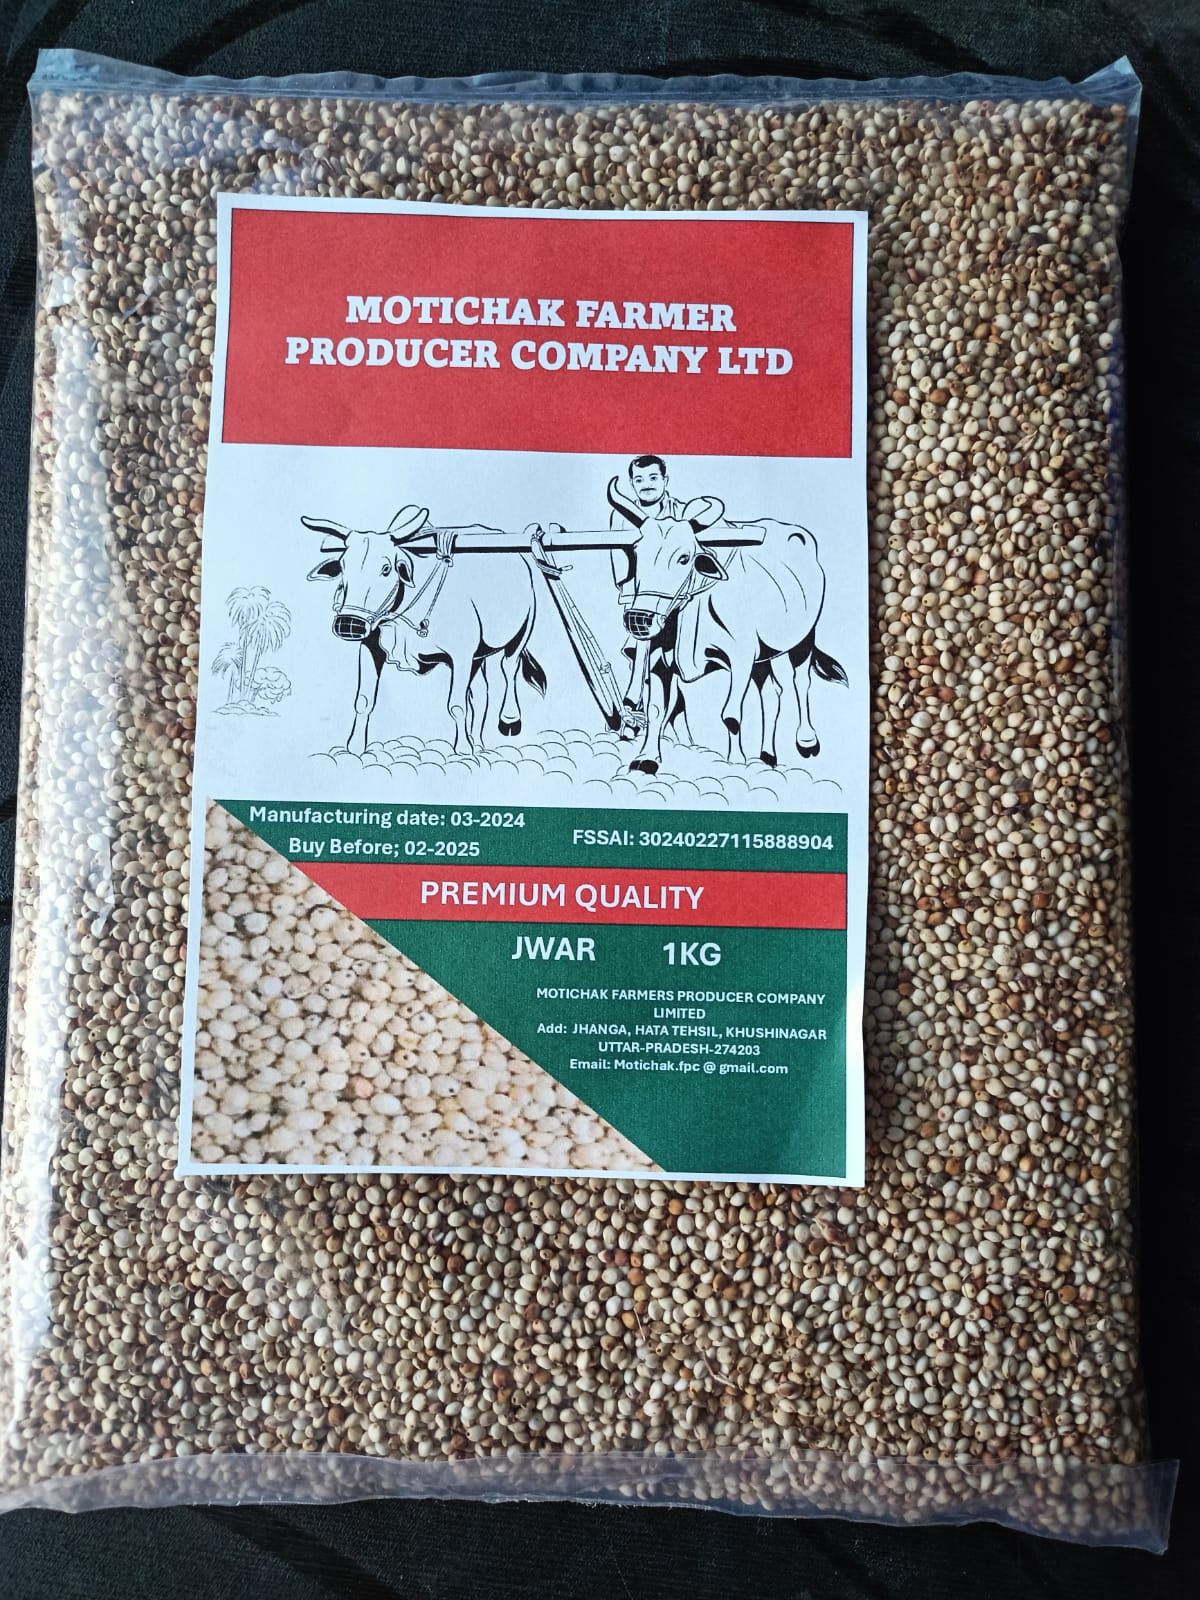 MOTICHAK FARMER
PRODUCER COMPANY LTD
Manufacturing date: 03-2024
Buy Before; 02-2025
FSSAI: 30240227115888904
PREMIUM QUALITY
JWAR 1KG
MOTICHAK FARMERS PRODUCER COMPANY
LIMITED
Add: JHANGA, HATA TEHSIL, KHUSHINAGAR
UTTAR-PRADESH-274203
Email: Motichak.fpc @ gmail.com